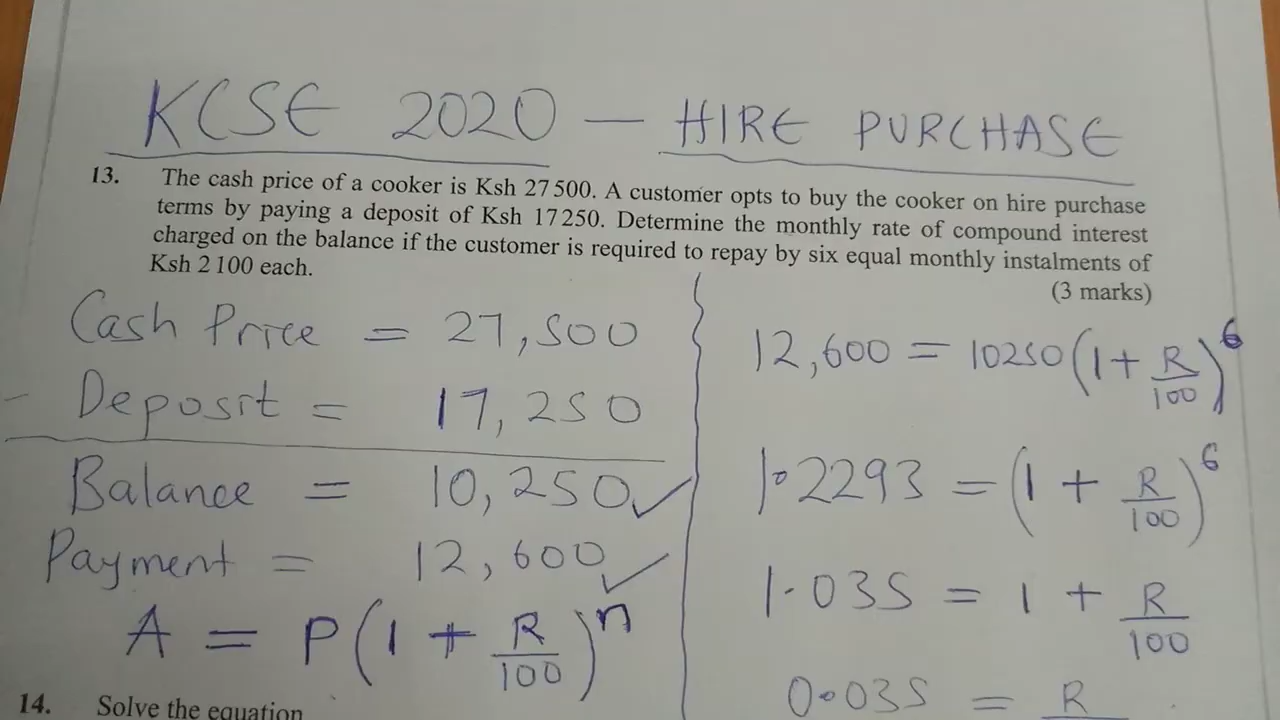 KCSE 2020 — HIRE PURCHASE
13. The cash price of a cooker is Ksh 27 500. A customer opts to buy the cooker on hire purchase
terms by paying a deposit of Ksh 17 250. Determine the monthly rate of compound interest
charged on the balance if the customer is required to repay by six equal monthly instalments of
Ksh 2 100 each.
(3 marks)
Cash Price = 27,500
- Deposit = 17,250
Balance = 10,250 ✓
Payment = 12,600 ✓
A = P(1 + R/100)^n
12,600 = 10250(1 + R/100)^6
1.2293 = (1 + R/100)^6
1.035 = 1 + R/100
0.035 = R
14. Solve the equation